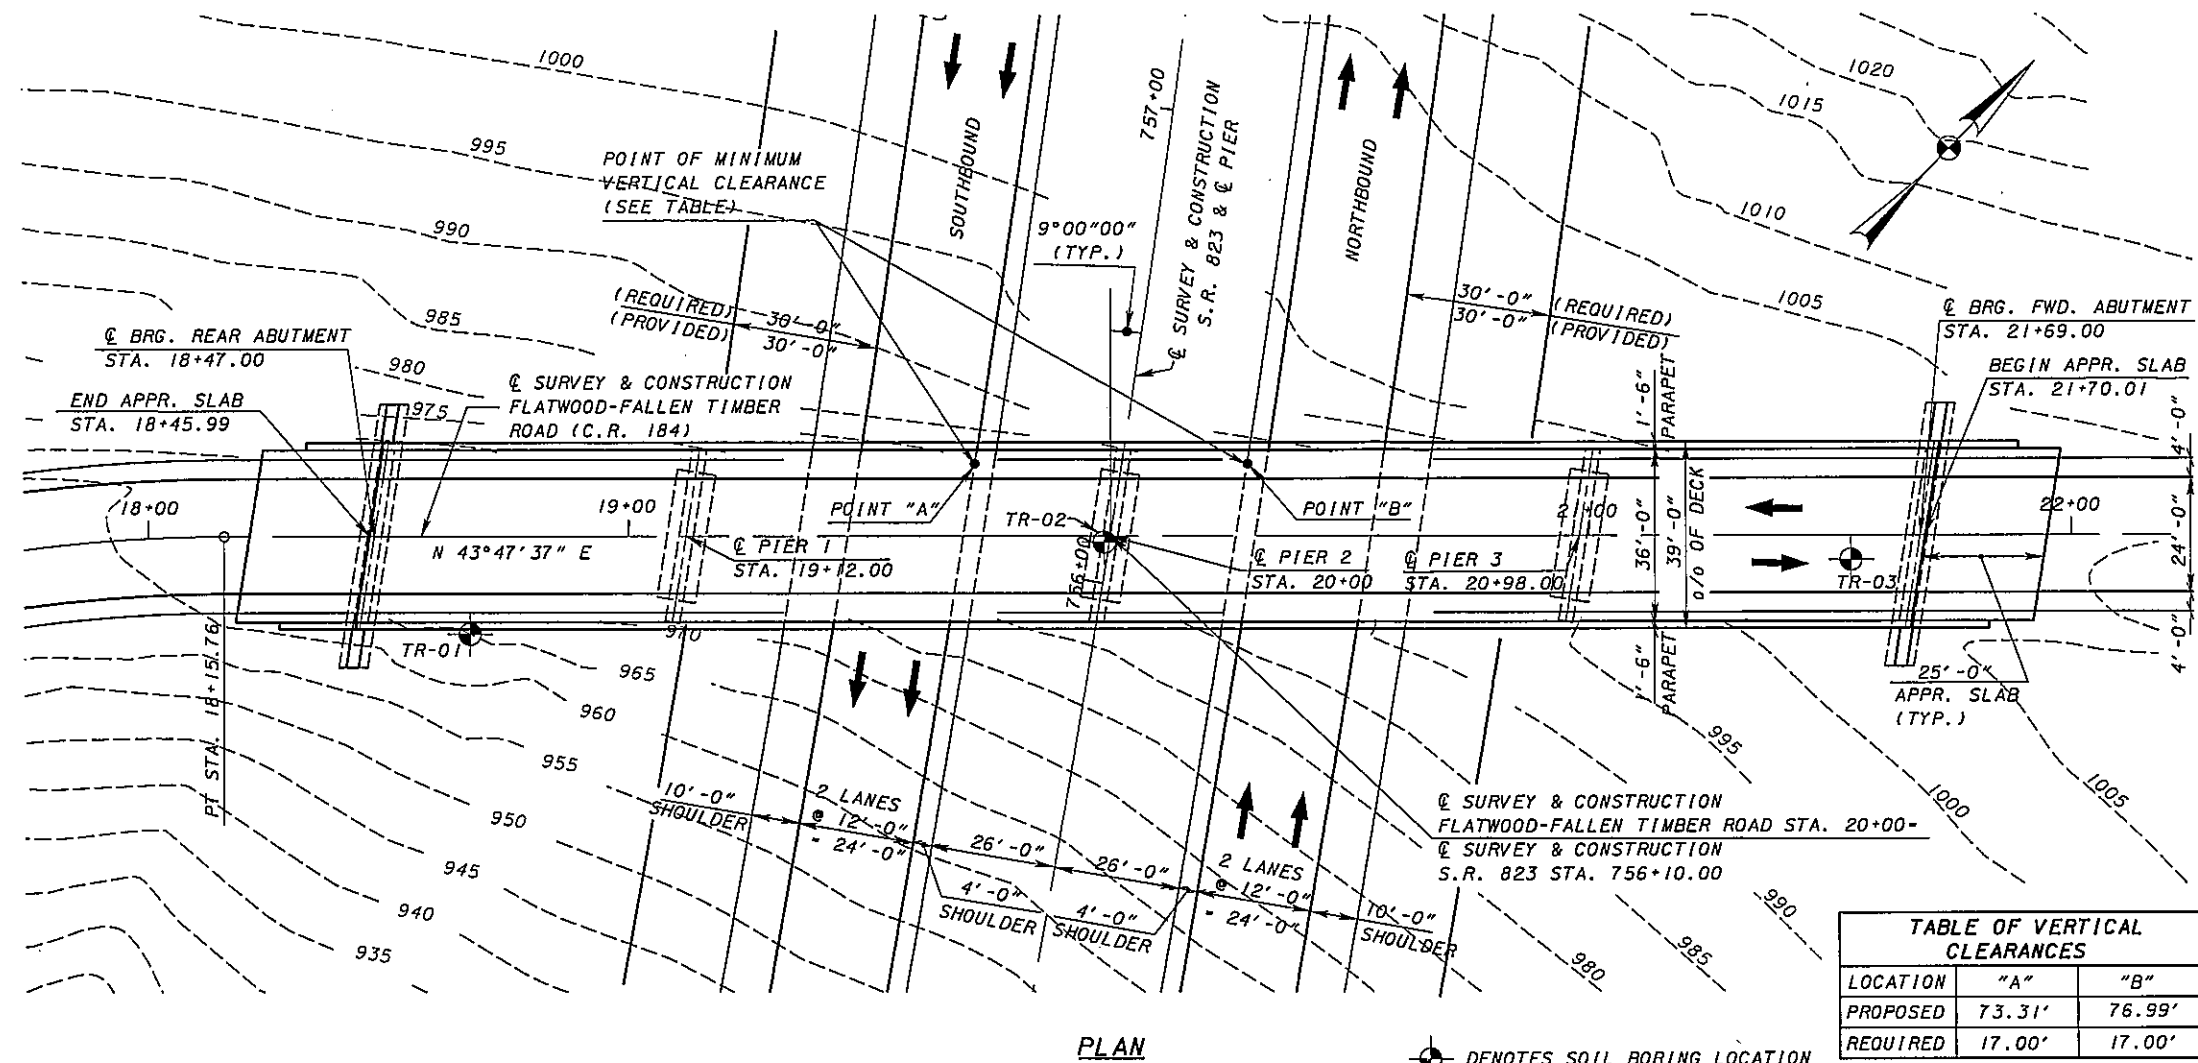 1000
1020
1015
995
757+00
℄ SURVEY & CONSTRUCTION
S.R. 823 & ℄ PIER
SOUTHBOUND
NORTHBOUND
POINT OF MINIMUM
VERTICAL CLEARANCE
(SEE TABLE)
9°00"00"
(TYP.)
1010
990
1005
985
(REQUIRED) 30'-0"
(PROVIDED) 30'-0"
30'-0" (REQUIRED)
30'-0" (PROVIDED)
℄ BRG. FWD. ABUTMENT
STA. 21+69.00
℄ BRG. REAR ABUTMENT
STA. 18+47.00
BEGIN APPR. SLAB
STA. 21+70.01
980
975
℄ SURVEY & CONSTRUCTION
FLATWOOD-FALLEN TIMBER
ROAD (C.R. 184)
END APPR. SLAB
STA. 18+45.99
1'-6"
PARAPET
4'-0"
18+00
19+00
POINT "A"
TR-02
POINT "B"
21+00
22+00
36'-0"
39'-0"
o/o OF DECK
24'-0"
N 43°47'37" E
℄ PIER 1
STA. 19+12.00
756+00
℄ PIER 2
STA. 20+00
℄ PIER 3
STA. 20+98.00
TR-03
TR-01
970
1'-6"
PARAPET
4'-0"
25'-0"
APPR. SLAB
(TYP.)
PT STA. 18+15.76
965
960
955
950
945
940
935
995
1000
1005
10'-0"
SHOULDER
2 LANES
@ 12'-0"
= 24'-0"
4'-0"
SHOULDER
26'-0"
26'-0"
4'-0"
SHOULDER
2 LANES
@ 12'-0"
= 24'-0"
10'-0"
SHOULDER
℄ SURVEY & CONSTRUCTION
FLATWOOD-FALLEN TIMBER ROAD STA. 20+00=
℄ SURVEY & CONSTRUCTION
S.R. 823 STA. 756+10.00
990
985
980
TABLE OF VERTICAL
CLEARANCES
LOCATION "A" "B"
PROPOSED 73.31' 76.99'
REQUIRED 17.00' 17.00'
PLAN
DENOTES SOIL BORING LOCATION